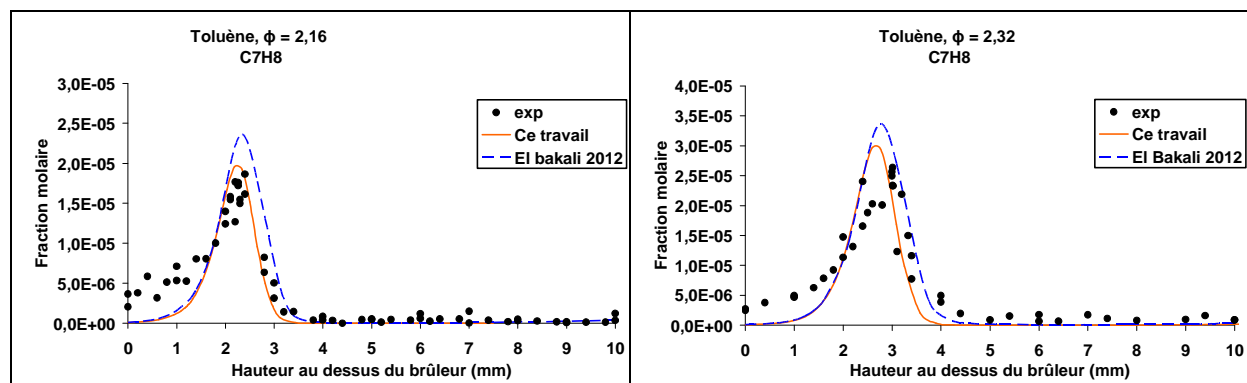 Toluène, ϕ = 2,16
C7H8
Fraction molaire
3,0E-05
2,5E-05
2,0E-05
1,5E-05
1,0E-05
5,0E-06
0,0E+00
0 1 2 3 4 5 6 7 8 9 10
Hauteur au dessus du brûleur (mm)
exp
Ce travail
El bakali 2012
Toluène, ϕ = 2,32
C7H8
Fraction molaire
4,0E-05
3,5E-05
3,0E-05
2,5E-05
2,0E-05
1,5E-05
1,0E-05
5,0E-06
0,0E+00
0 1 2 3 4 5 6 7 8 9 10
Hauteur au dessus du brûleur (mm)
exp
Ce travail
El Bakali 2012